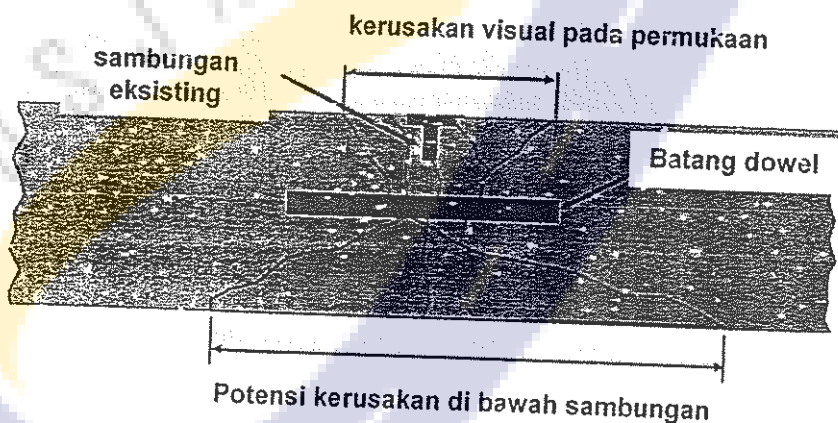 kerusakan visual pada permukaan
sambungan
eksisting
Batang dowel
Potensi kerusakan di bawah sambungan